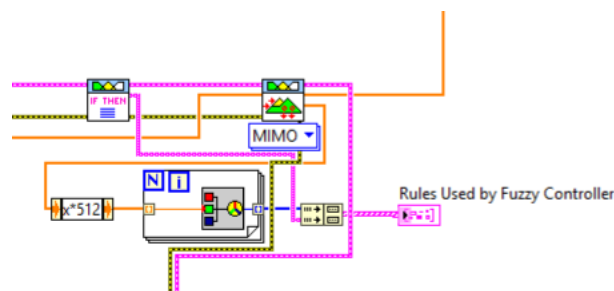 IF THEN
MIMO
N
i
x*512
Rules Used by Fuzzy Controller